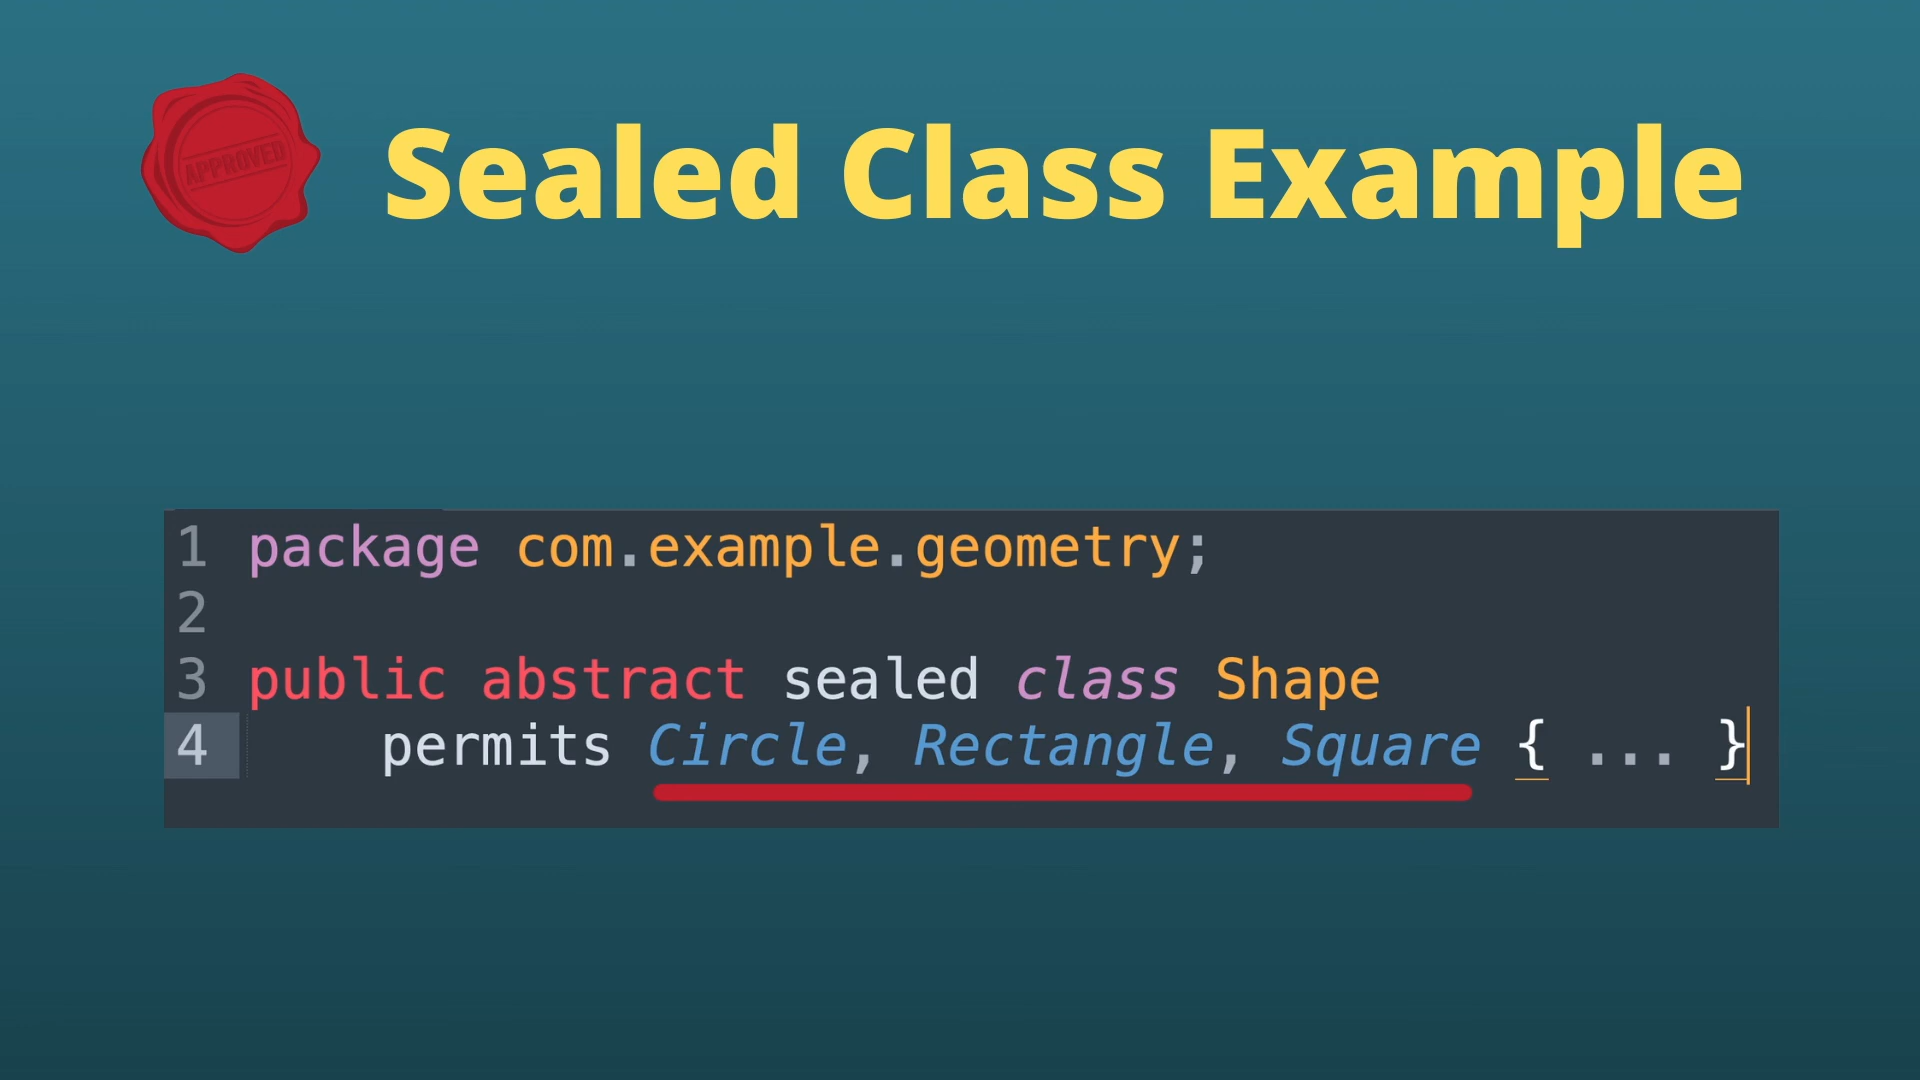 APPROVED
Sealed Class Example
1 package com.example.geometry;
2
3 public abstract sealed class Shape
4 permits Circle, Rectangle, Square { ... }